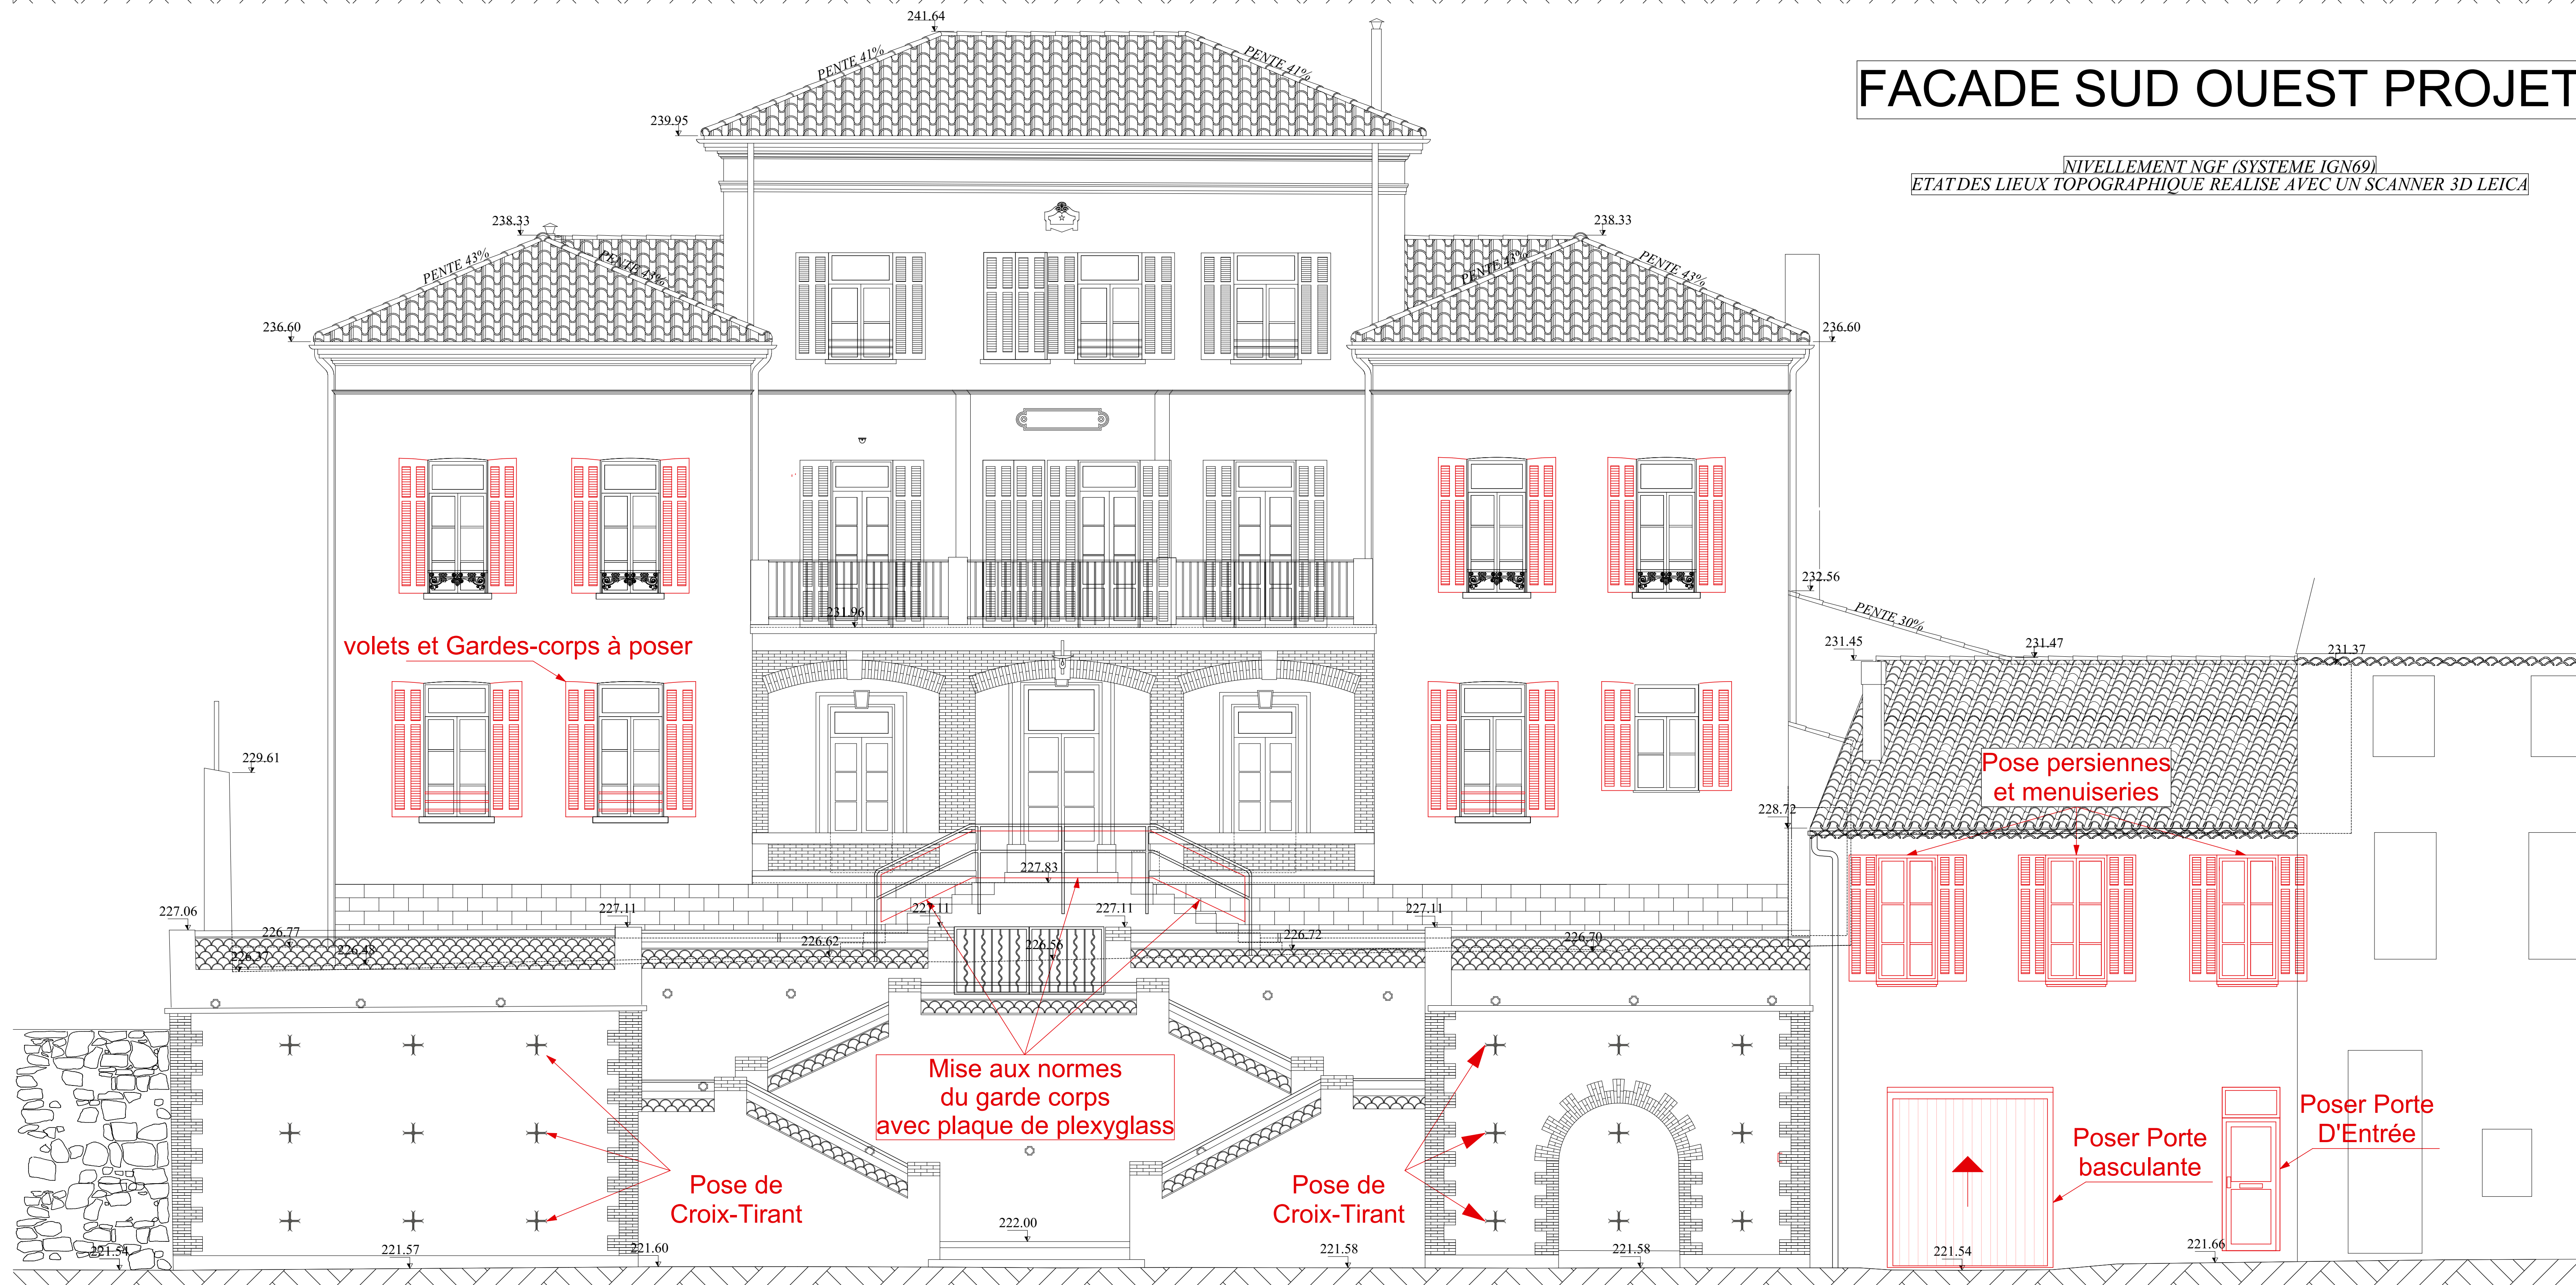 241.64
PENTE 41%
PENTE 41%
FACADE SUD OUEST PROJET
239.95
NIVELLEMENT NGF (SYSTEME IGN69)
ETAT DES LIEUX TOPOGRAPHIQUE REALISE AVEC UN SCANNER 3D LEICA
238.33
238.33
PENTE 43%
PENTE 43%
PENTE 43%
PENTE 43%
236.60
236.60
232.56
231.96
PENTE 30%
volets et Gardes-corps à poser
231.45
231.47
231.37
229.61
Pose persiennes
et menuiseries
228.72
227.83
227.06
227.11
227.11
227.11
227.11
226.77
226.37
226.48
226.62
226.56
226.72
226.70
Mise aux normes
du garde corps
avec plaque de plexyglass
Pose de
Croix-Tirant
Pose de
Croix-Tirant
Poser Porte
D'Entrée
Poser Porte
basculante
222.00
221.54
221.57
221.60
221.58
221.58
221.54
221.66